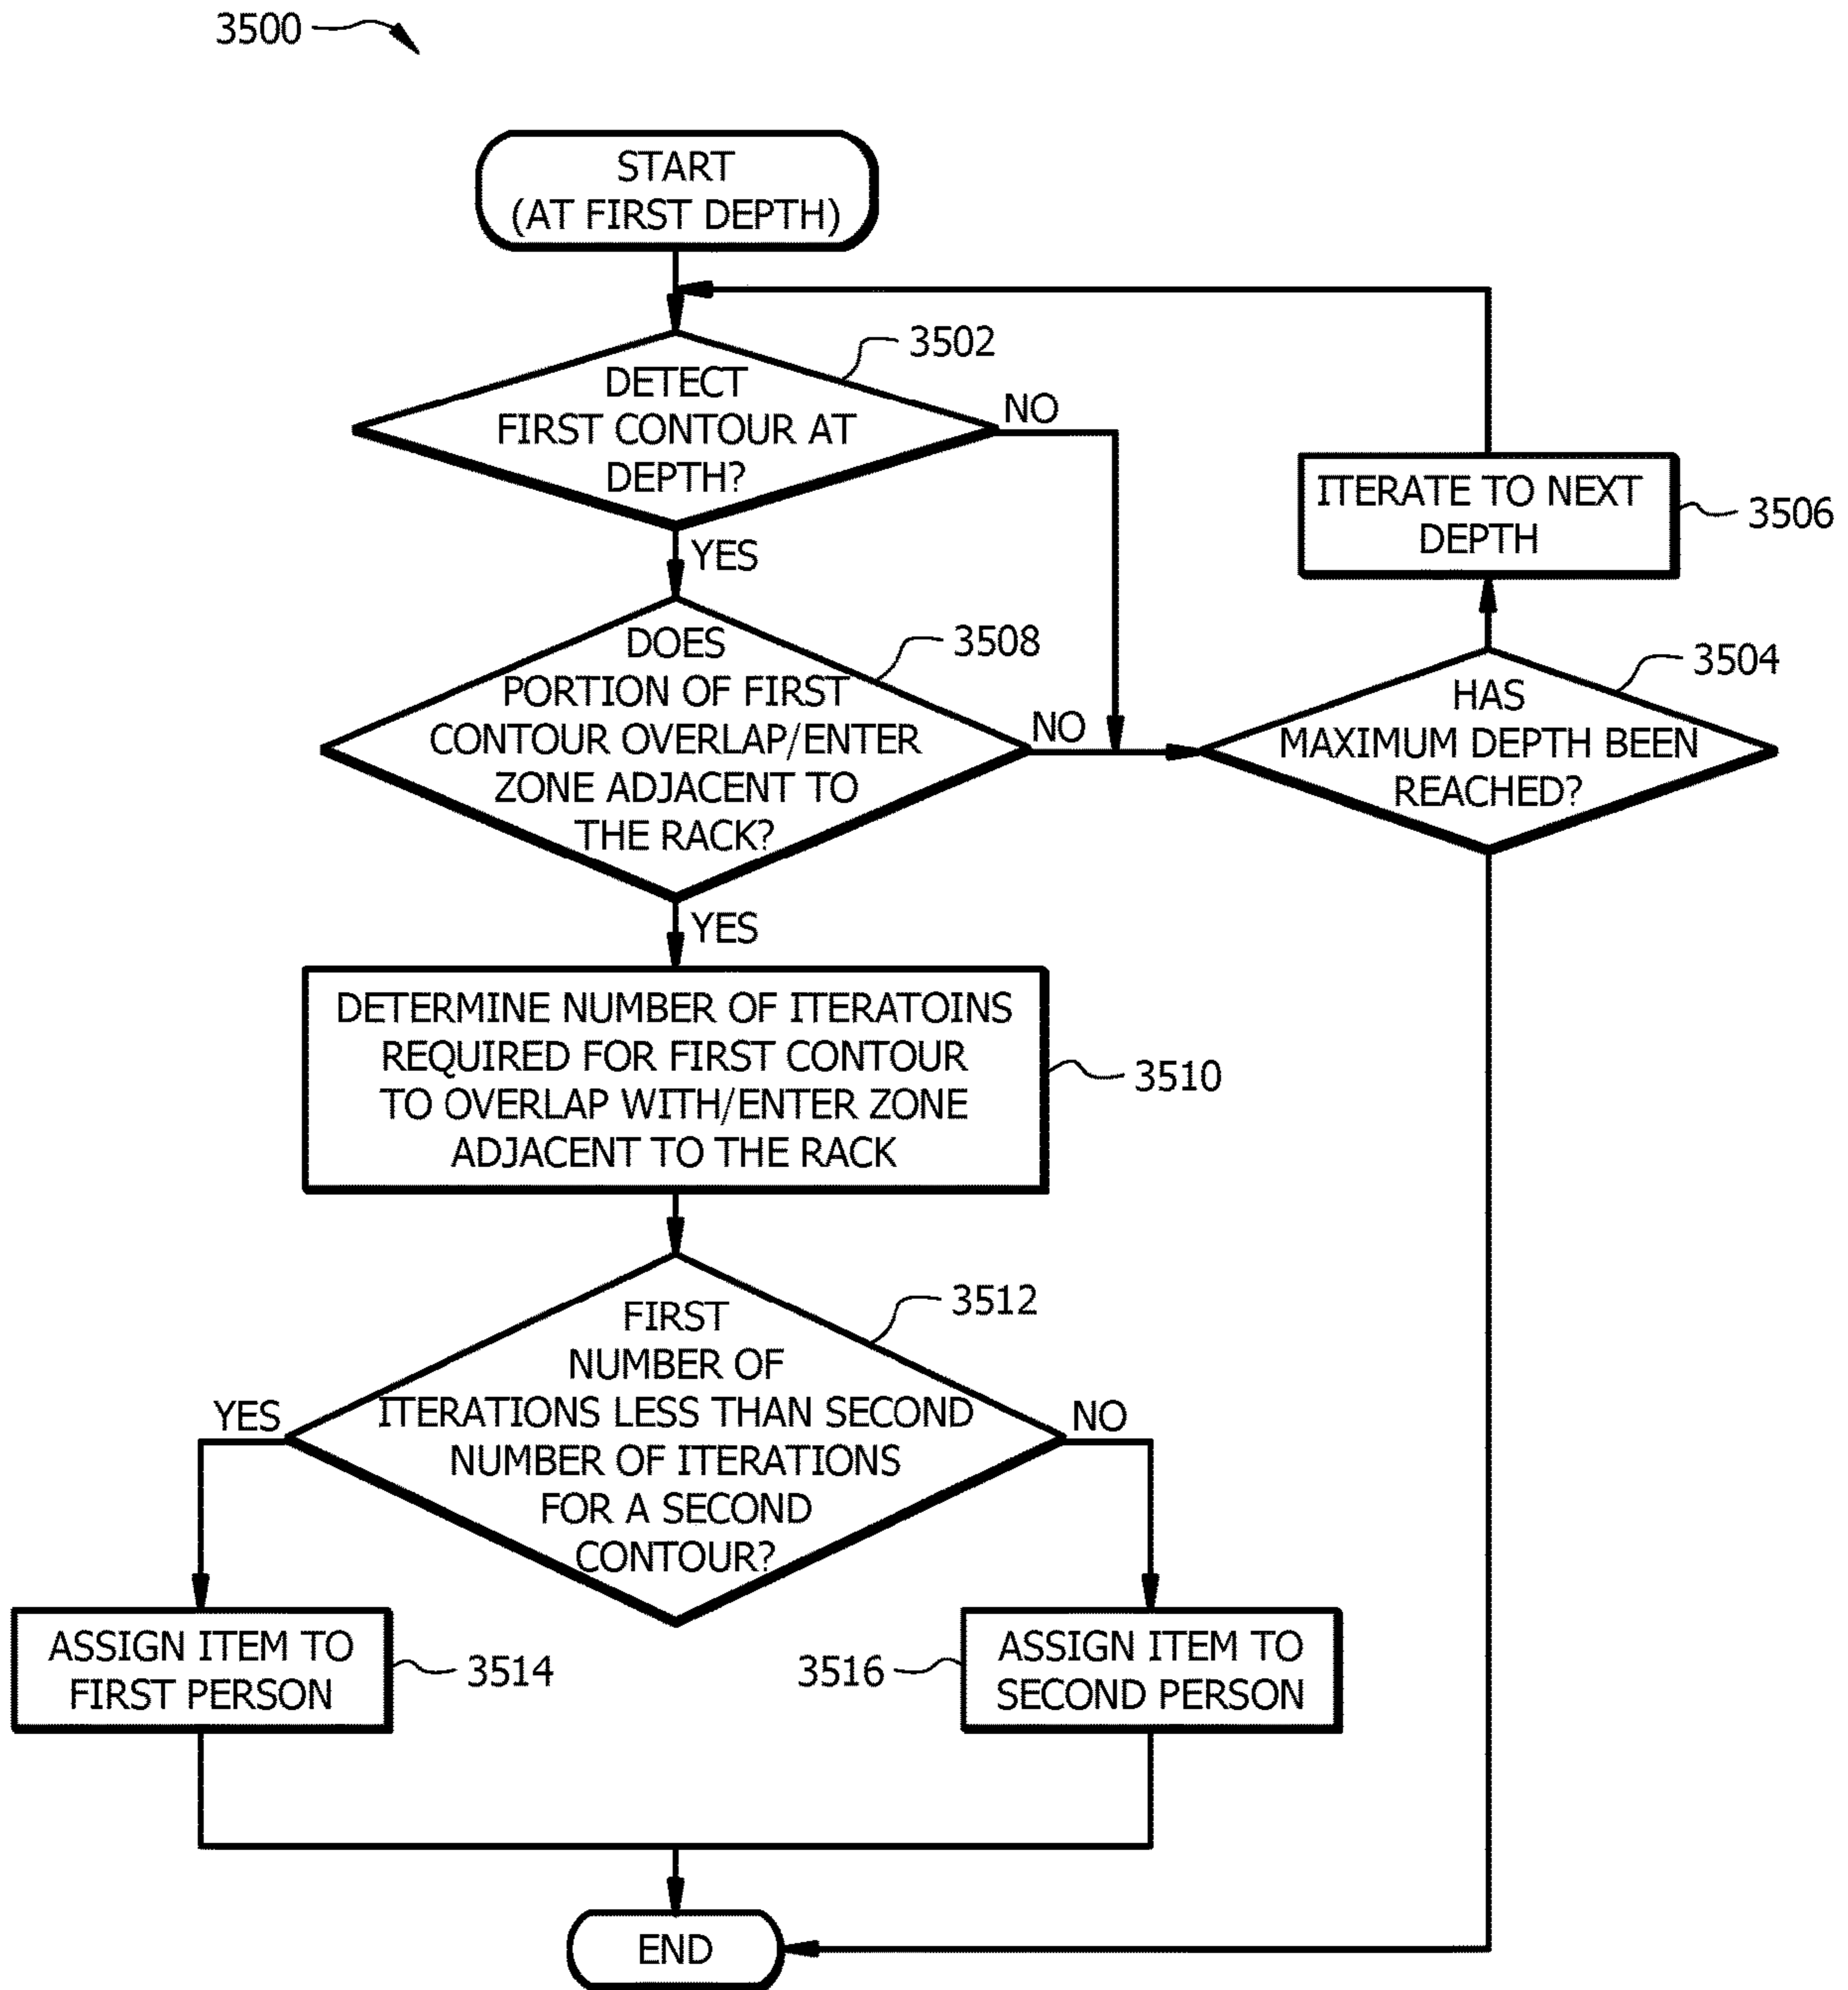 3500
START
(AT FIRST DEPTH)
3502
DETECT
FIRST CONTOUR AT
DEPTH?
NO
YES
ITERATE TO NEXT
DEPTH
3506
3508
DOES
PORTION OF FIRST
CONTOUR OVERLAP/ENTER
ZONE ADJACENT TO
THE RACK?
NO
YES
3504
HAS
MAXIMUM DEPTH BEEN
REACHED?
DETERMINE NUMBER OF ITERATOINS
REQUIRED FOR FIRST CONTOUR
TO OVERLAP WITH/ENTER ZONE
ADJACENT TO THE RACK
3510
3512
FIRST
NUMBER OF
ITERATIONS LESS THAN SECOND
NUMBER OF ITERATIONS
FOR A SECOND
CONTOUR?
YES
NO
ASSIGN ITEM TO
FIRST PERSON
3514
3516
ASSIGN ITEM TO
SECOND PERSON
END